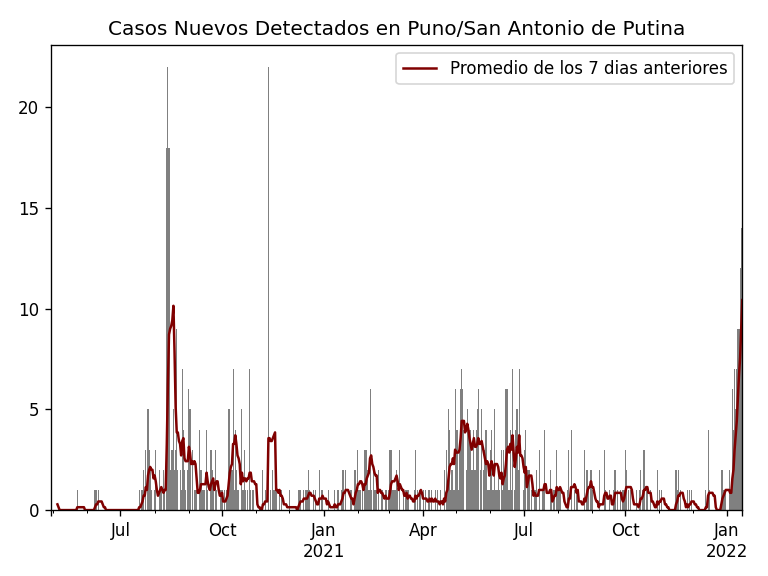 Casos Nuevos Detectados en Puno/San Antonio de Putina
Promedio de los 7 dias anteriores
20
15
10
5
0
Jul Oct Jan Apr Jul Oct Jan
2021 2022